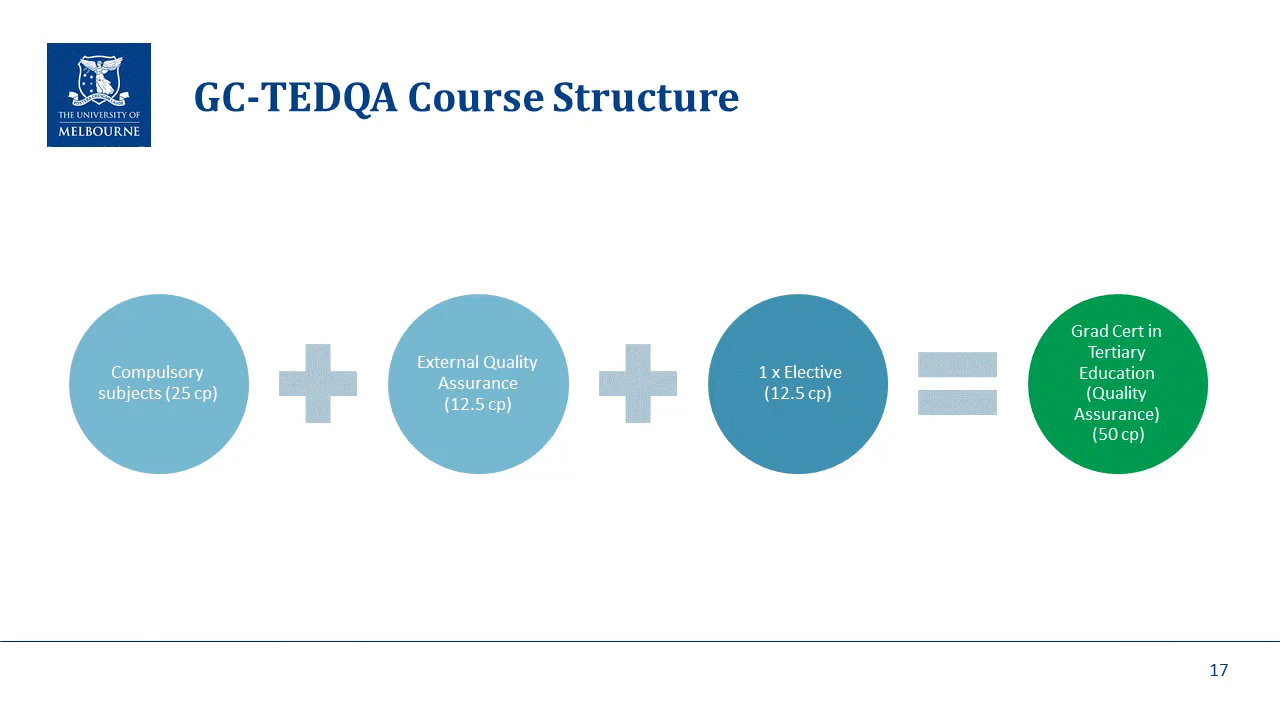 THE UNIVERSITY OF
MELBOURNE
GC-TEDQA Course Structure
Compulsory
subjects (25 cp)
External Quality
Assurance
(12.5 cp)
1 x Elective
(12.5 cp)
Grad Cert in
Tertiary
Education
(Quality
Assurance)
(50 cp)
17